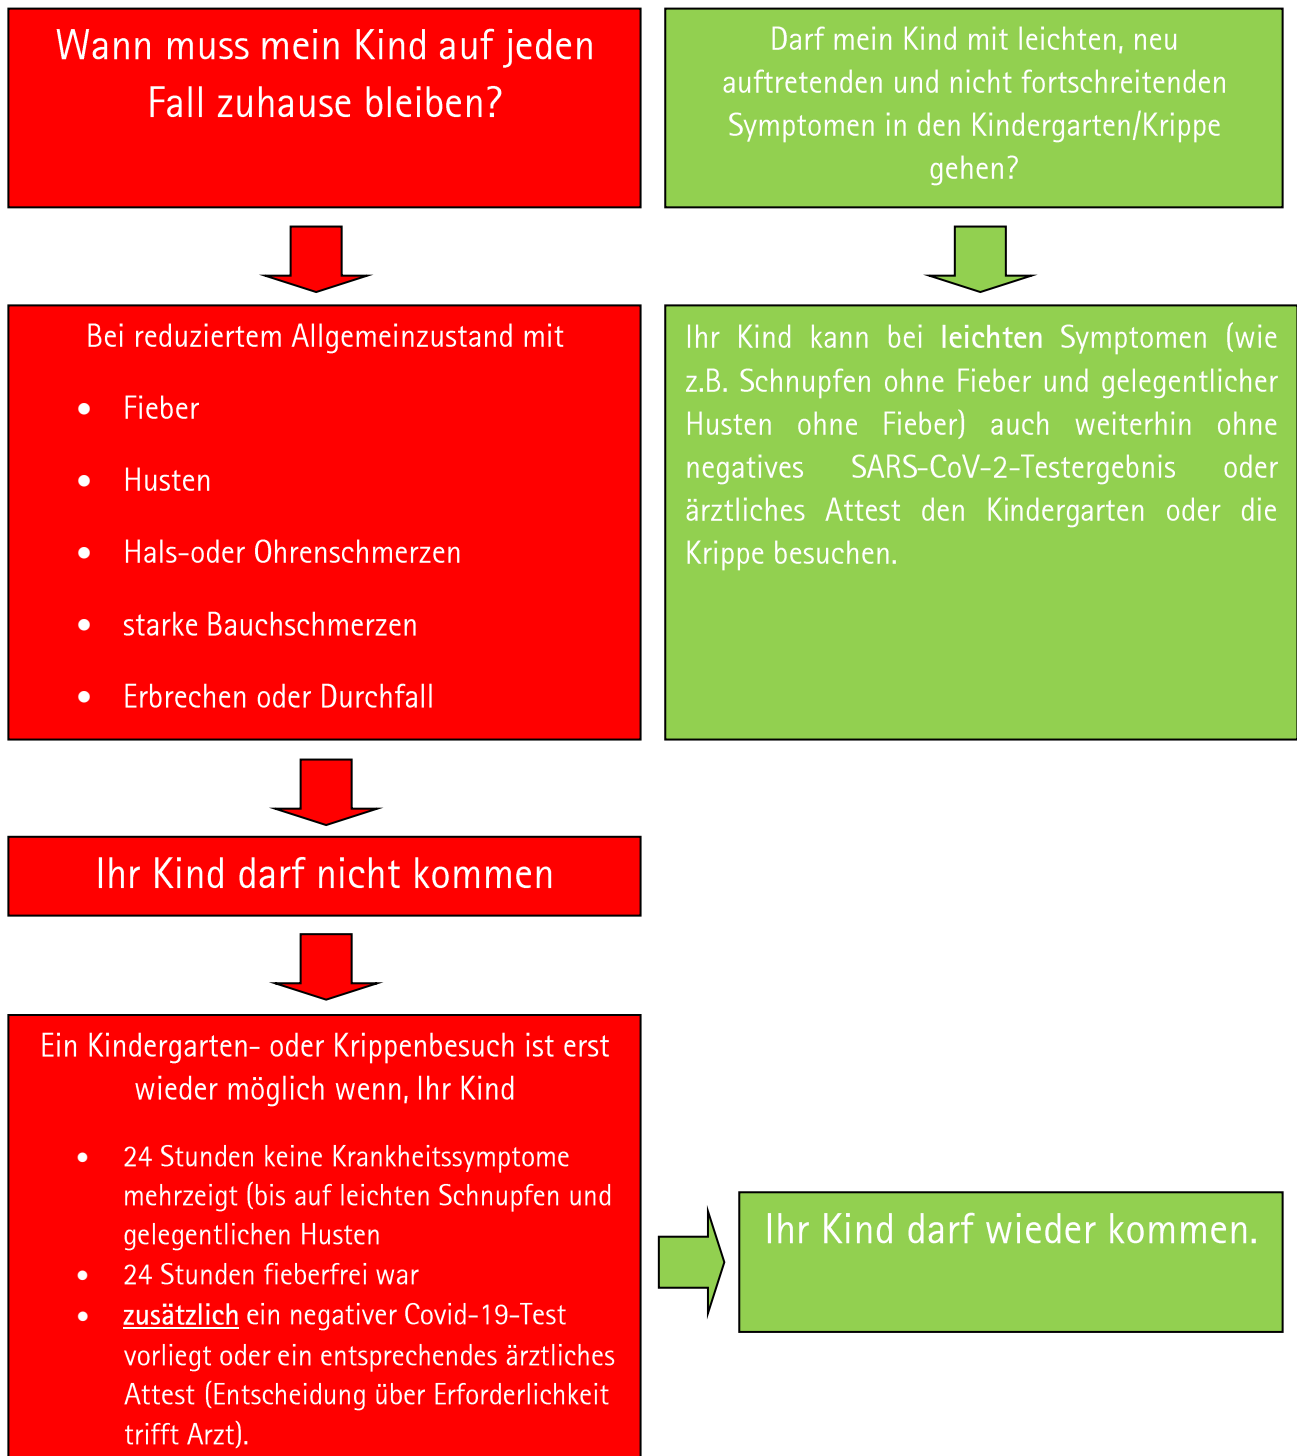 Wann muss mein Kind auf jeden
Fall zuhause bleiben?
Darf mein Kind mit leichten, neu
auftretenden und nicht fortschreitenden
Symptomen in den Kindergarten/Krippe
gehen?
Bei reduziertem Allgemeinzustand mit
• Fieber
• Husten
• Hals-oder Ohrenschmerzen
• starke Bauchschmerzen
• Erbrechen oder Durchfall
Ihr Kind kann bei leichten Symptomen (wie
z.B. Schnupfen ohne Fieber und gelegentlicher
Husten ohne Fieber) auch weiterhin ohne
negatives SARS-CoV-2-Testergebnis oder
ärztliches Attest den Kindergarten oder die
Krippe besuchen.
Ihr Kind darf nicht kommen
Ein Kindergarten- oder Krippenbesuch ist erst
wieder möglich wenn, Ihr Kind
• 24 Stunden keine Krankheitssymptome
mehrzeigt (bis auf leichten Schnupfen und
gelegentlichen Husten
• 24 Stunden fieberfrei war
• zusätzlich ein negativer Covid-19-Test
vorliegt oder ein entsprechendes ärztliches
Attest (Entscheidung über Erforderlichkeit
trifft Arzt).
Ihr Kind darf wieder kommen.